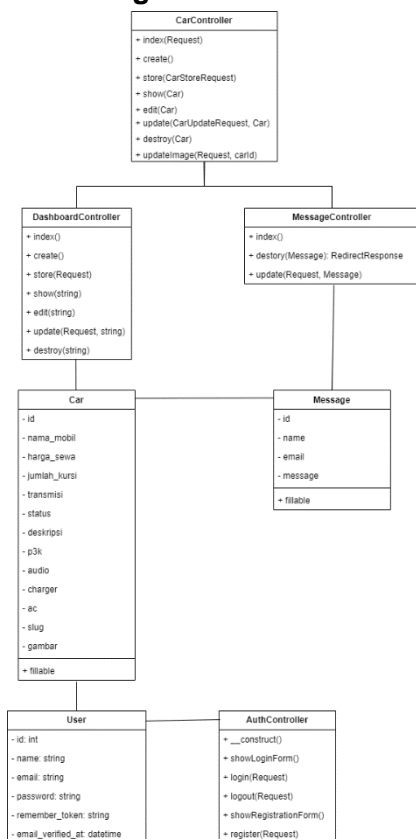 CarController
+ index(Request)
+ create()
+ store(CarStoreRequest)
+ show(Car)
+ edit(Car)
+ update(CarUpdateRequest, Car)
+ destroy(Car)
+ updateImage(Request, carId)
DashboardController
+ index()
+ create()
+ store(Request)
+ show(string)
+ edit(string)
+ update(Request, string)
+ destroy(string)
MessageController
+ index()
+ destory(Message): RedirectResponse
+ update(Request, Message)
Car
- id
- nama_mobil
- harga_sewa
- jumlah_kursi
- transmisi
- status
- deskripsi
- p3k
- audio
- charger
- ac
- slug
- gambar
+ fillable
Message
- id
- name
- email
- message
+ fillable
User
- id: int
- name: string
- email: string
- password: string
- remember_token: string
- email_verified_at: datetime
AuthController
+ __construct()
+ showLoginForm()
+ login(Request)
+ logout(Request)
+ showRegistrationForm()
+ register(Request)